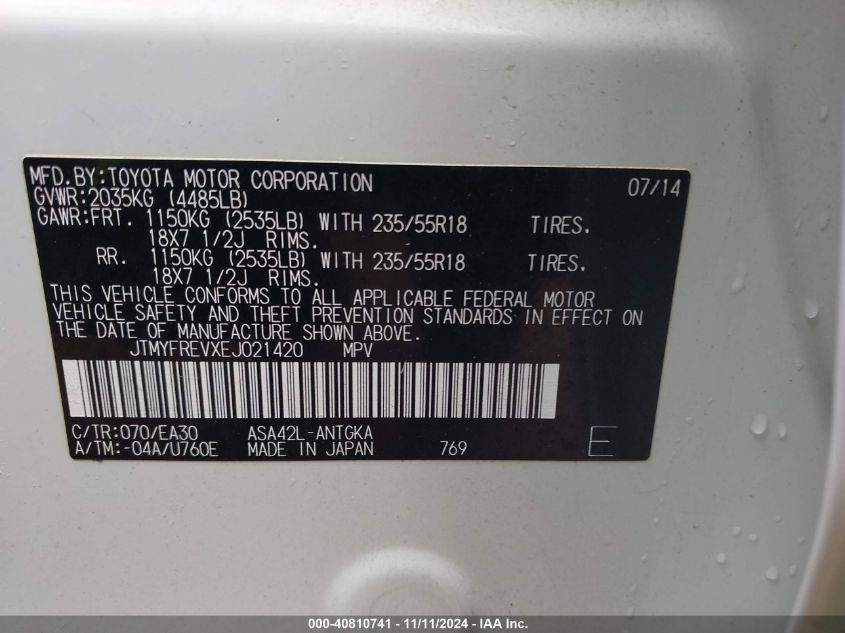 MFD.BY:TOYOTA MOTOR CORPORATION 07/14
GVWR:2035KG (4485LB)
GAWR:FRT. 1150KG (2535LB) WITH 235/55R18 TIRES.
18X7 1/2J RIMS.
RR. 1150KG (2535LB) WITH 235/55R18 TIRES.
18X7 1/2J RIMS.
THIS VEHICLE CONFORMS TO ALL APPLICABLE FEDERAL MOTOR
VEHICLE SAFETY AND THEFT PREVENTION STANDARDS IN EFFECT ON
THE DATE OF MANUFACTURE SHOWN ABOVE.
JTMYFREVXEJ021420 MPV
C/TR:070/EA30 ASA42L-ANTGKA
A/TM:-04A/U760E MADE IN JAPAN 769 E
000-40810741 - 11/11/2024 - IAA Inc.